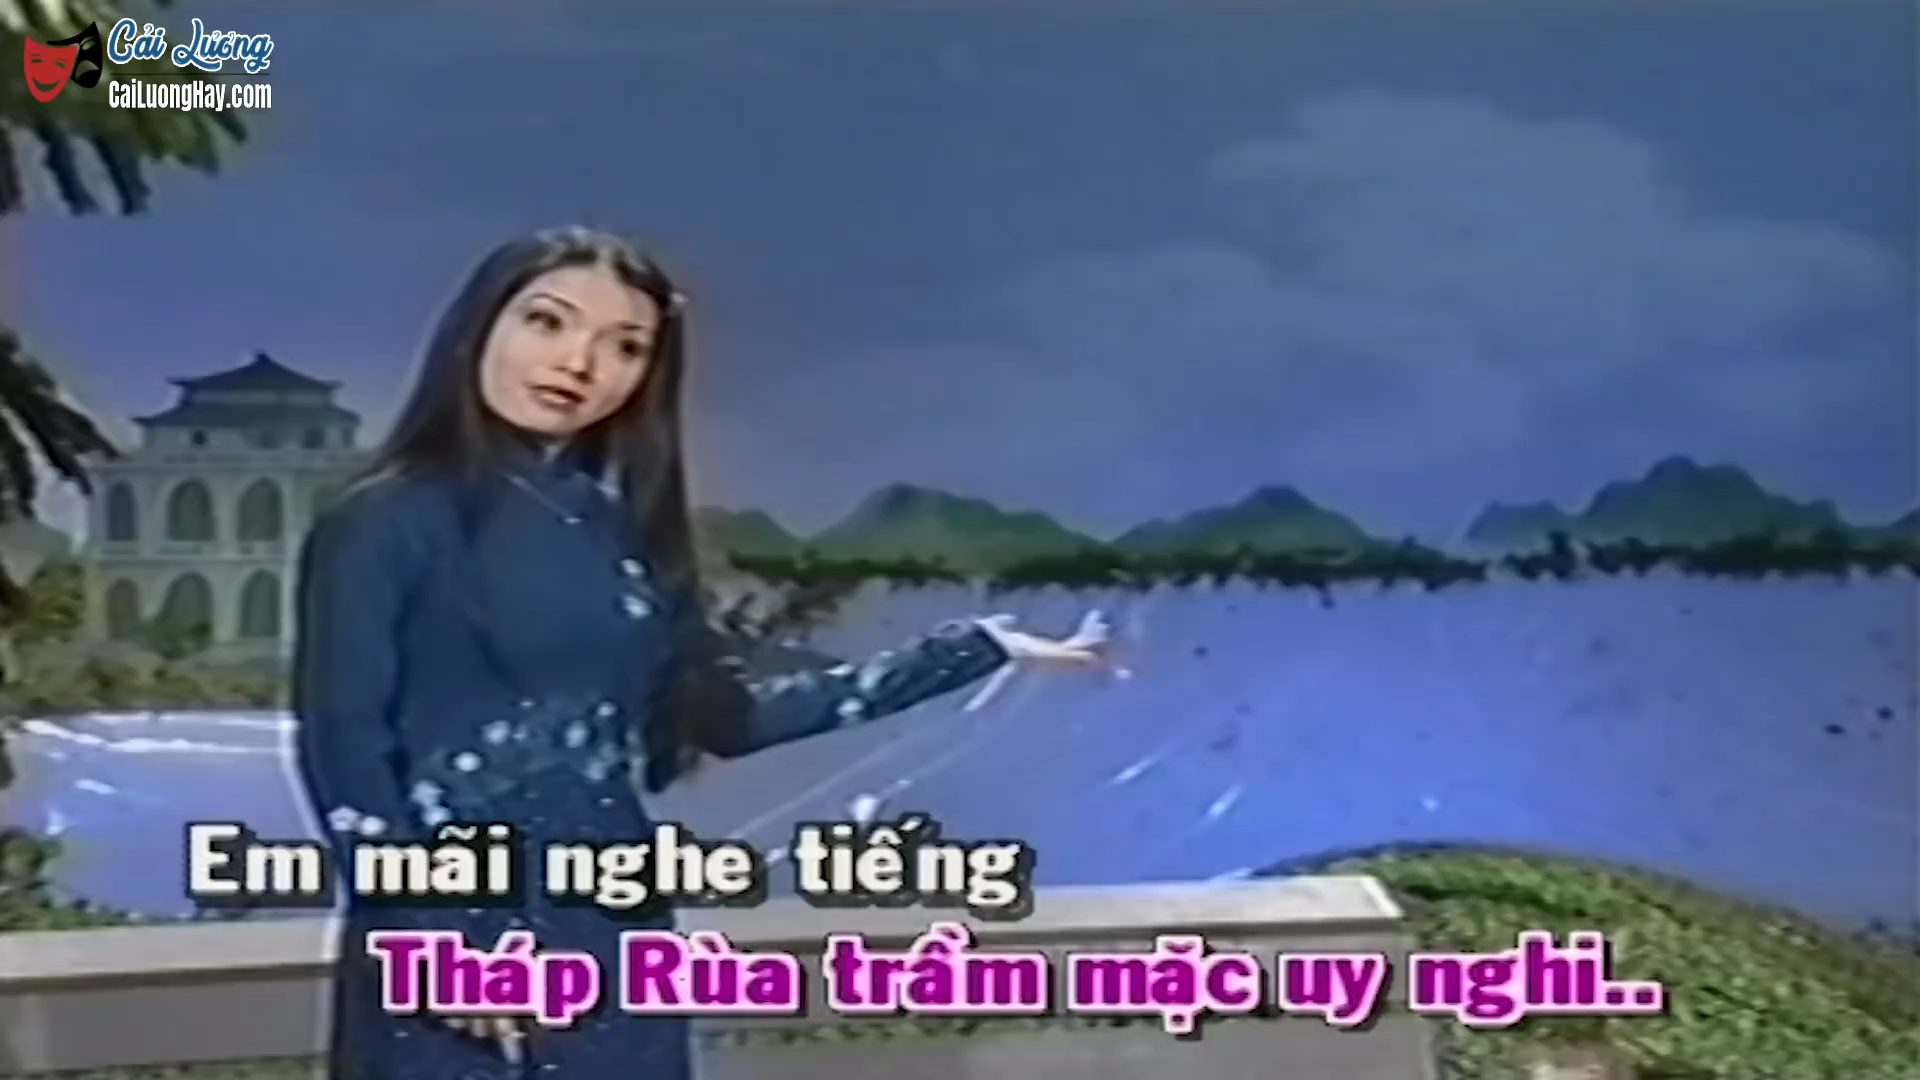 Cải Lương
CaiLuongHay.com
Em mãi nghe tiếng
Tháp Rùa trầm mặc uy nghi..